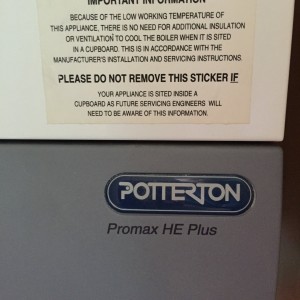 IMPORTANT INFORMATION
BECAUSE OF THE LOW WORKING TEMPERATURE OF
THIS APPLIANCE, THERE IS NO NEED FOR ADDITIONAL INSULATION
OR VENTILATION TO COOL THE BOILER WHEN IT IS SITED
IN A CUPBOARD. THIS IS IN ACCORDANCE WITH THE
MANUFACTURER'S INSTALLATION AND SERVICING INSTRUCTIONS
PLEASE DO NOT REMOVE THIS STICKER IF
YOUR APPLIANCE IS SITED INSIDE A
CUPBOARD AS FUTURE SERVICING ENGINEERS WILL
NEED TO BE AWARE OF THIS INFORMATION.
POTTERTON
Promax HE Plus